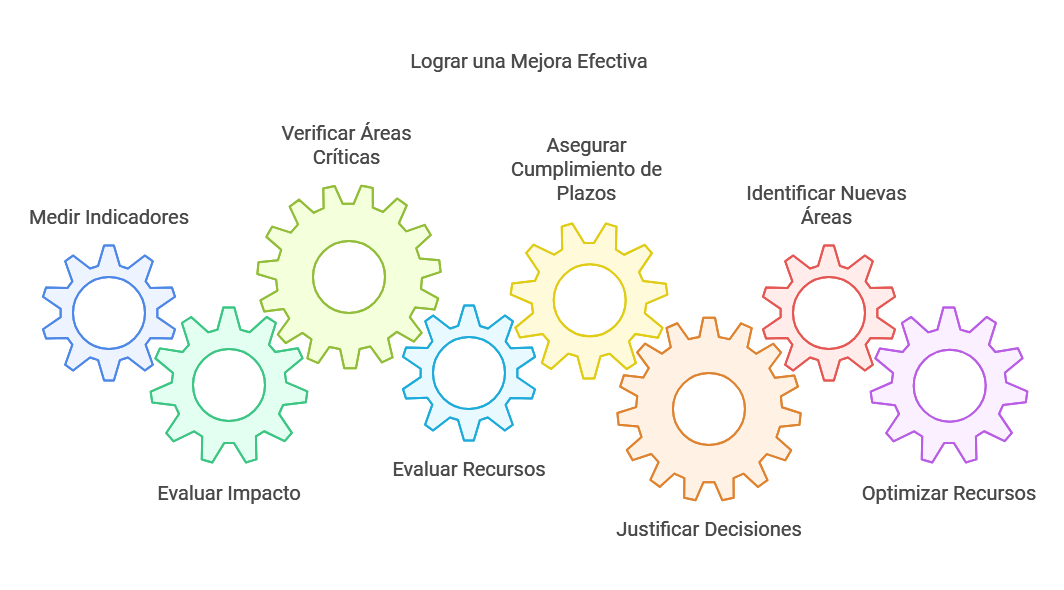 Lograr una Mejora Efectiva
Verificar Áreas
Críticas
Asegurar
Cumplimiento de
Plazos
Identificar Nuevas
Áreas
Medir Indicadores
Evaluar Recursos
Evaluar Impacto
Optimizar Recursos
Justificar Decisiones